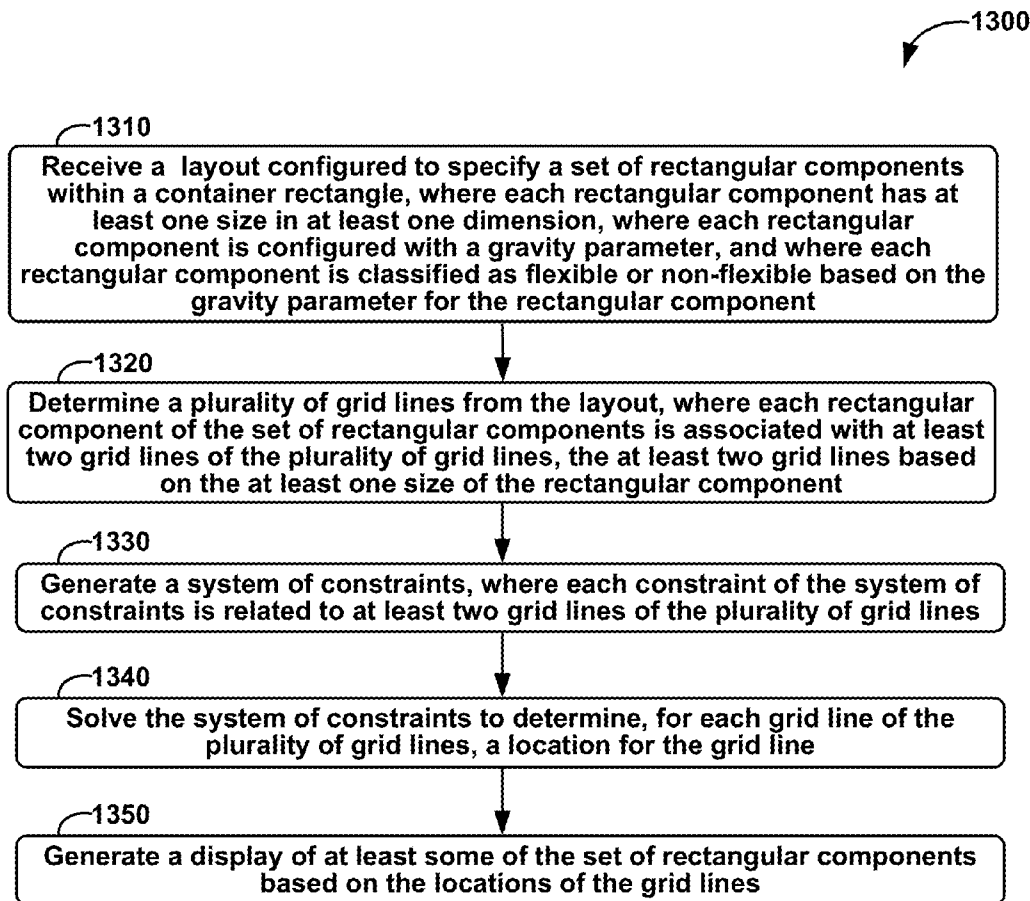 1300
1310
Receive a layout configured to specify a set of rectangular components
within a container rectangle, where each rectangular component has at
least one size in at least one dimension, where each rectangular
component is configured with a gravity parameter, and where each
rectangular component is classified as flexible or non-flexible based on the
gravity parameter for the rectangular component
1320
Determine a plurality of grid lines from the layout, where each rectangular
component of the set of rectangular components is associated with at least
two grid lines of the plurality of grid lines, the at least two grid lines based
on the at least one size of the rectangular component
1330
Generate a system of constraints, where each constraint of the system of
constraints is related to at least two grid lines of the plurality of grid lines
1340
Solve the system of constraints to determine, for each grid line of the
plurality of grid lines, a location for the grid line
1350
Generate a display of at least some of the set of rectangular components
based on the locations of the grid lines